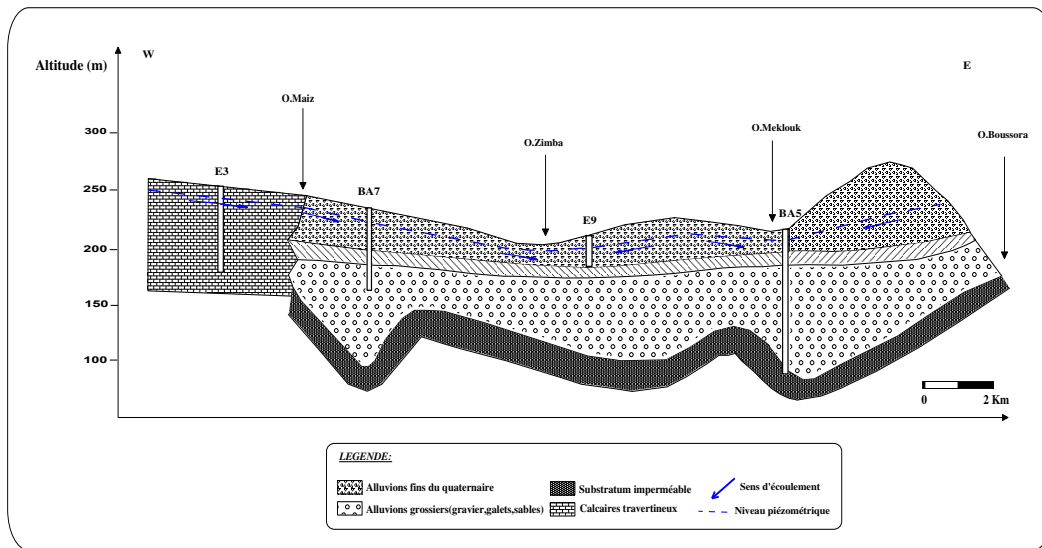 W
Altitude (m)
E
O.Maiz
O.Meklouk
O.Boussora
O.Zimba
300
E3
250
BA7
BA5
E9
200
150
100
0 2 Km
LEGENDE:
Alluvions fins du quaternaire
Substratum imperméable
Sens d'écoulement
Alluvions grossiers(gravier,galets,sables)
Calcaires travertineux
Niveau piézométrique